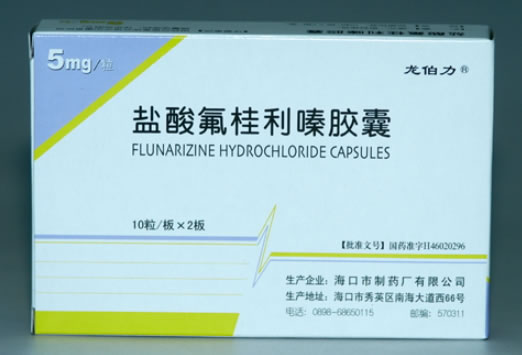 5mg/粒
龙伯力®
盐酸氟桂利嗪胶囊
FLUNARIZINE HYDROCHLORIDE CAPSULES
10粒/板×2板
【批准文号】国药准字H46020296
生产企业：海口市制药厂有限公司
生产地址：海口市秀英区南海大道西66号
电话：0898-68650115 邮编：570311